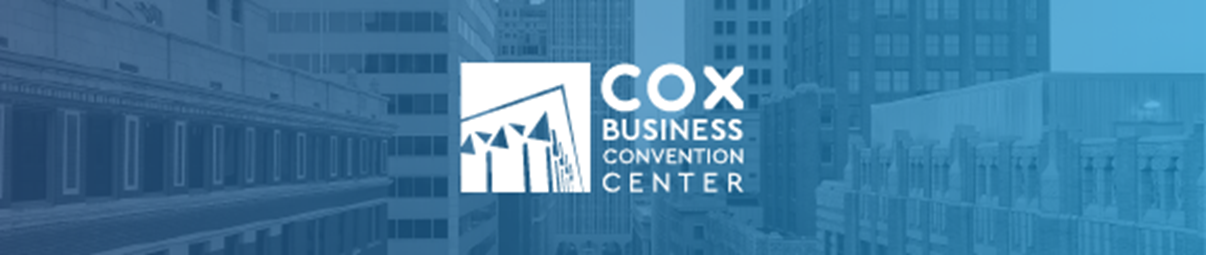 COX
BUSINESS
CONVENTION
CENTER